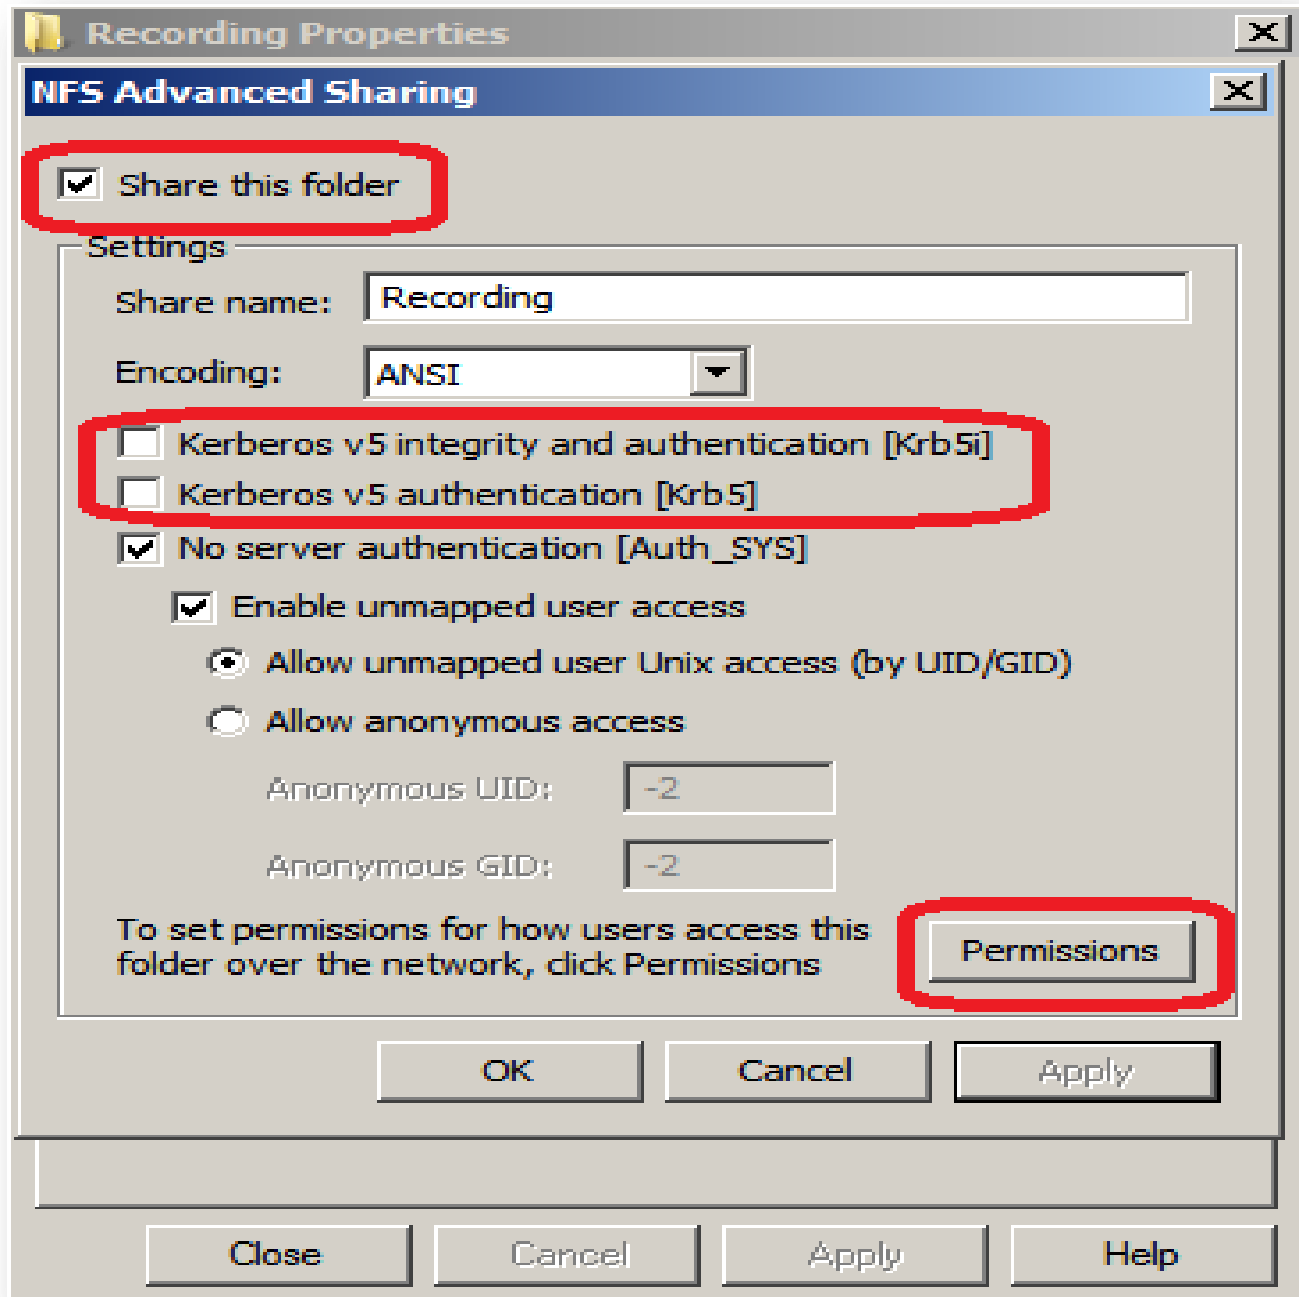 Recording Properties
NFS Advanced Sharing
Share this folder
Settings
Share name: Recording
Encoding: ANSI
Kerberos v5 integrity and authentication [Krb5i]
Kerberos v5 authentication [Krb5]
No server authentication [Auth_SYS]
Enable unmapped user access
Allow unmapped user Unix access (by UID/GID)
Allow anonymous access
Anonymous UID: -2
Anonymous GID: -2
To set permissions for how users access this
folder over the network, click Permissions
Permissions
OK Cancel Apply
Close Cancel Apply Help